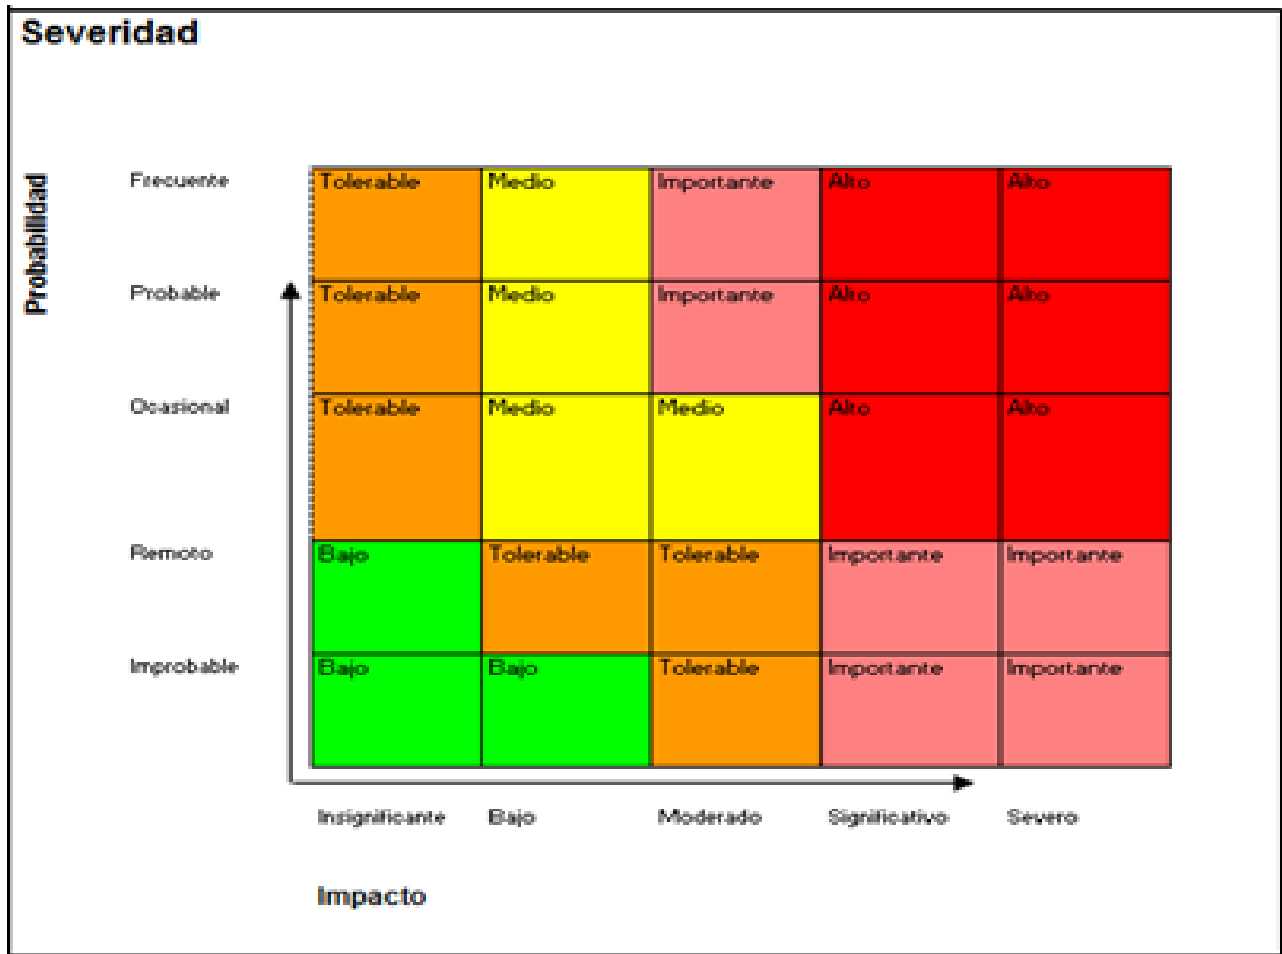 Severidad
Probabilidad
Frecuente Tolerable Medio Importante Alto Alto
Probable Tolerable Medio Importante Alto Alto
Ocasional Tolerable Medio Medio Alto Alto
Remoto Bajo Tolerable Tolerable Importante Importante
Improbable Bajo Bajo Tolerable Importante Importante
Insignificante Bajo Moderado Significativo Severo
Impacto